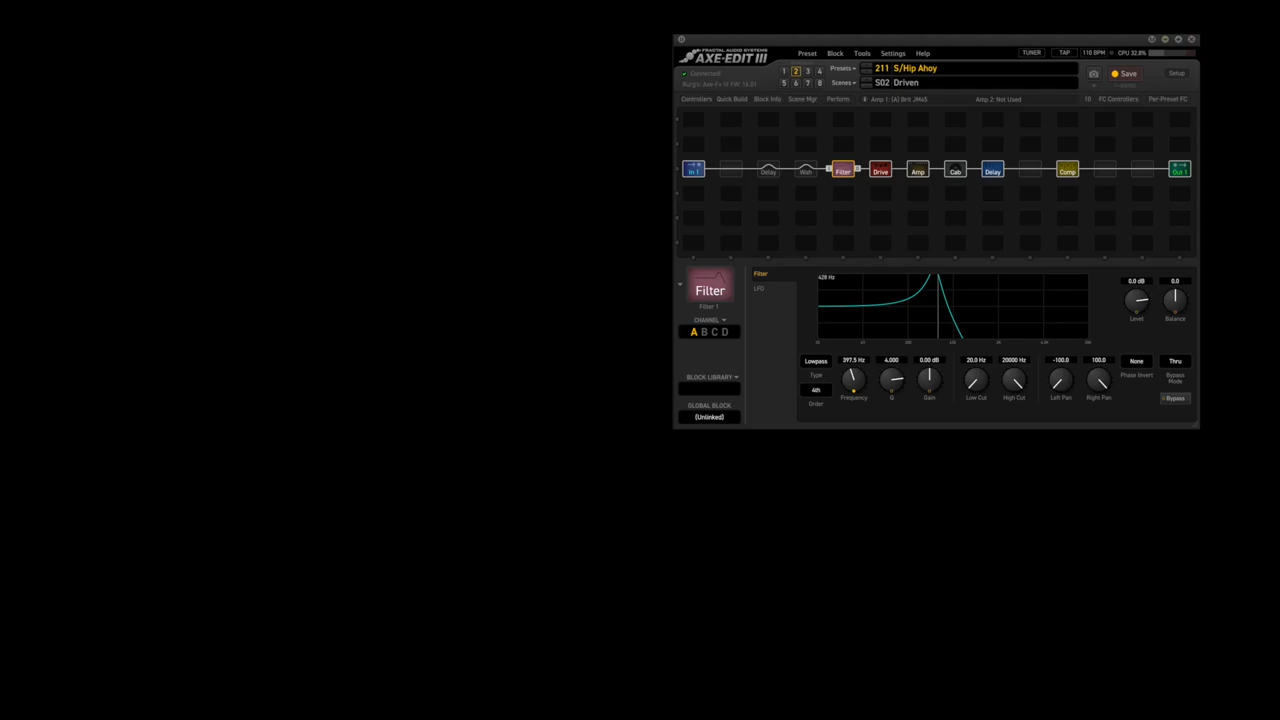 FRACTAL AUDIO SYSTEMS
AXE-EDIT III
Preset Block Tools Settings Help
TUNER TAP 110 BPM CPU 32.8%
Connected!
1 2 3 4
5 6 7 8
Presets
211 S/Hip Ahoy
Scenes
S02 Driven
Save
Setup
Controllers Quick Build Block Info Scene Mgr Perform
Amp 1: (A) Brit JM45
Amp 2: Not Used
10 FC Controllers Per-Preset FC
In 1 Delay Wah Filter Drive Amp Cab Delay Comp Out 1
Filter
Filter 1
CHANNEL
A B C D
BLOCK LIBRARY
GLOBAL BLOCK
(Unlinked)
Filter
LFO
428 Hz
0.0 dB 0.0
Level Balance
Lowpass
Type
4th
Order
397.5 Hz 4.000 0.00 dB 20.0 Hz 20000 Hz -100.0 100.0
Frequency Q Gain Low Cut High Cut Left Pan Right Pan
None
Phase Invert
Thru
Bypass
Mode
Bypass